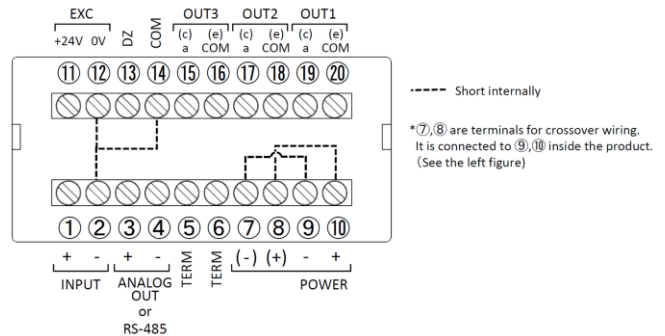 EXC OUT3 OUT2 OUT1
+24V 0V DZ COM (c) a (e) COM (c) a (e) COM (c) a (e) COM
⑪ ⑫ ⑬ ⑭ ⑮ ⑯ ⑰ ⑱ ⑲ ⑳
Short internally
*⑦,⑧ are terminals for crossover wiring.
It is connected to ⑨,⑩ inside the product.
(See the left figure)
① ② ③ ④ ⑤ ⑥ ⑦ ⑧ ⑨ ⑩
+ - + - TERM TERM (-) (+) - +
INPUT ANALOG OUT or RS-485 POWER